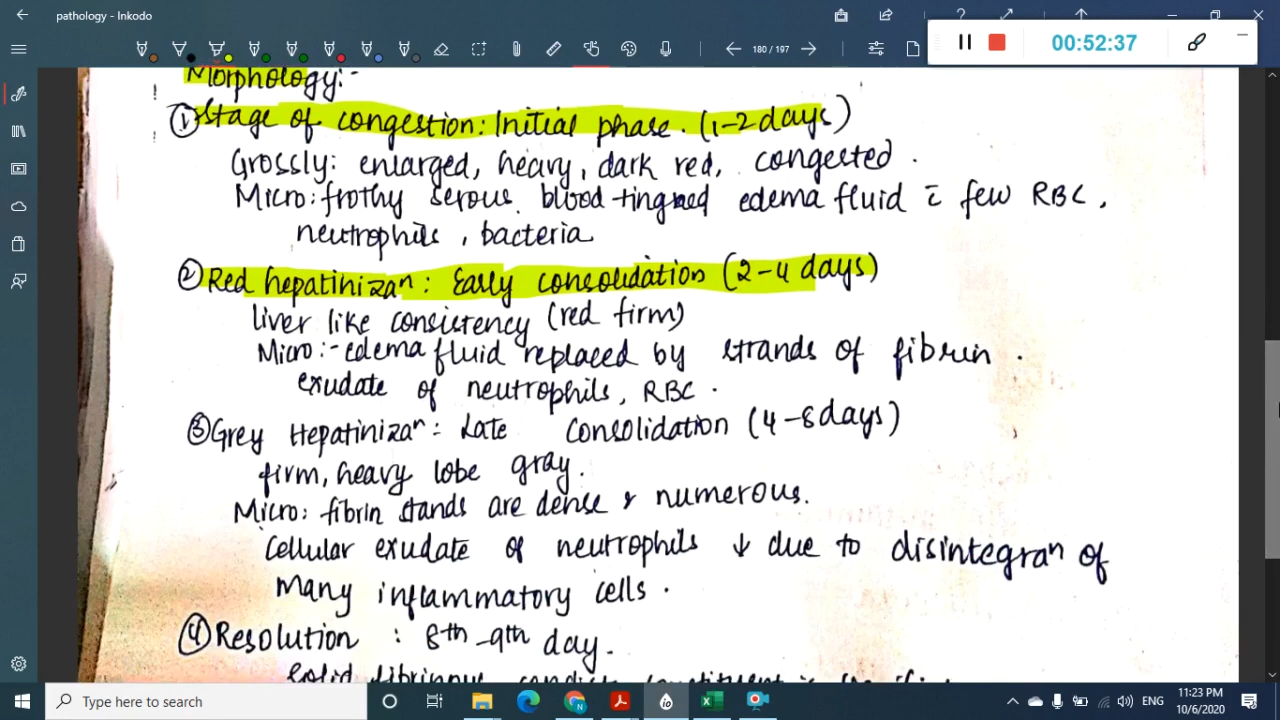 pathology - Inkodo
180 / 197
00:52:37
Morphology:-
① Stage of congestion: Initial phase. (1-2 days)
Grossly: enlarged, heavy, dark red, congested.
Micro: frothy serous blood-tingned edema fluid c̄ few RBC,
neutrophils, bacteria
② Red hepatinizaⁿ: Early consolidation (2-4 days)
liver like consistency (red firm)
Micro:- edema fluid replaced by strands of fibrin.
exudate of neutrophils, RBC.
③ Grey Hepatinizaⁿ: Late consolidation (4-8 days)
firm, heavy lobe gray.
Micro: fibrin stands are dense & numerous.
Cellular exudate of neutrophils ↓ due to disintegraⁿ of
many inflammatory cells.
④ Resolution : 8th-9th day.
Solid fibrinous
Type here to search
ENG
11:23 PM
10/6/2020